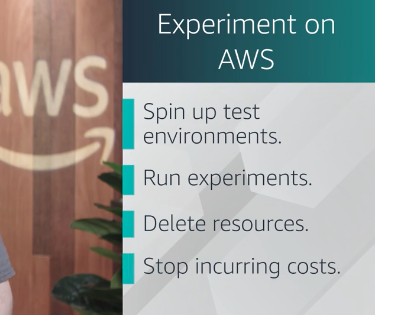 aws
Experiment on
AWS
Spin up test
environments.
Run experiments.
Delete resources.
Stop incurring costs.